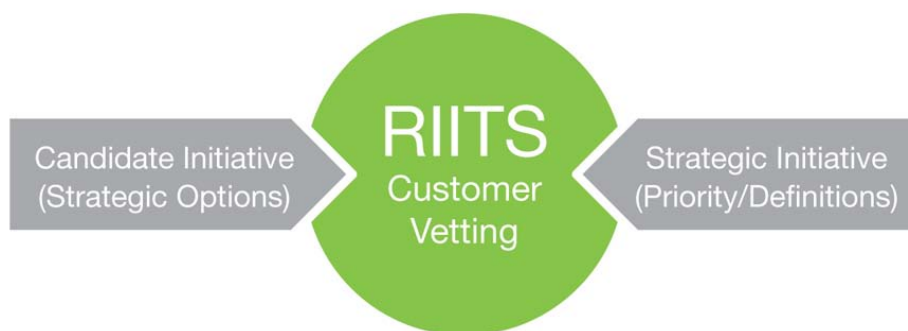 Candidate Initiative
(Strategic Options)
RIITS
Customer
Vetting
Strategic Initiative
(Priority/Definitions)